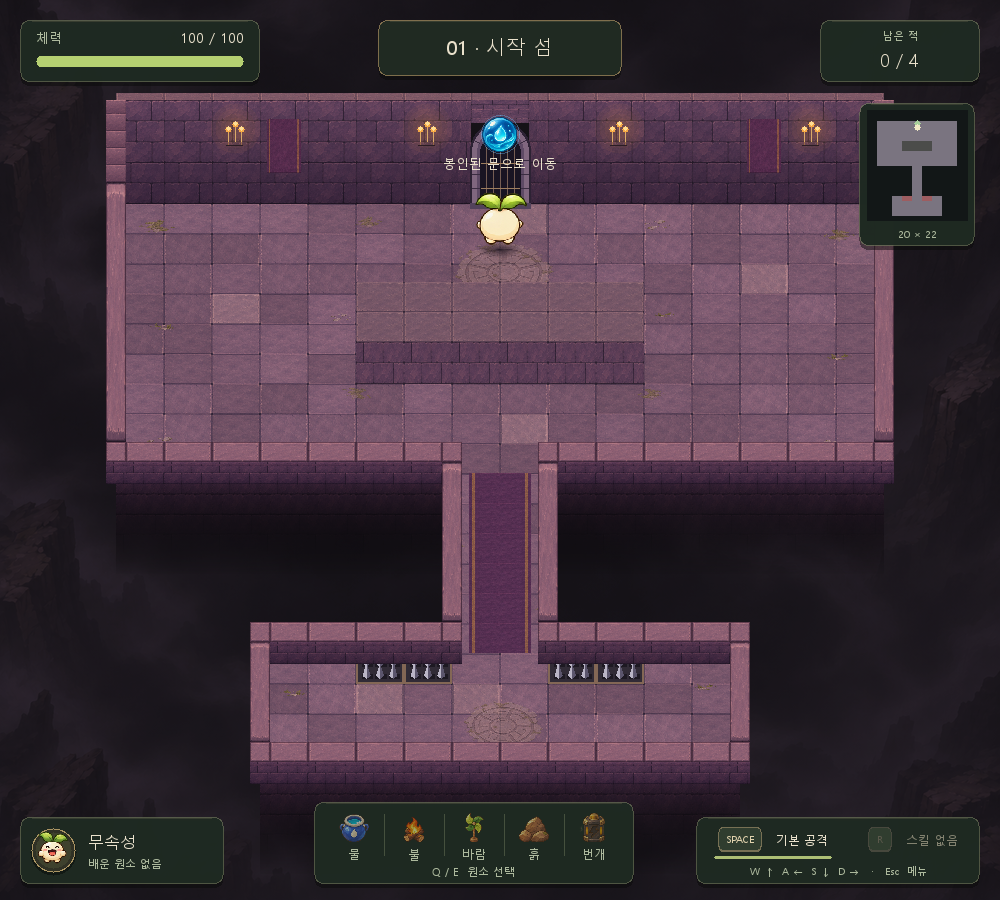 체력 100 / 100
01 · 시작 섬
남은 적
0 / 4
봉인된 문으로 이동
20 × 22
무속성
배운 원소 없음
물 불 바람 흙 번개
Q / E 원소 선택
SPACE 기본 공격 R 스킬 없음
W ↑ A ← S ↓ D → · Esc 메뉴